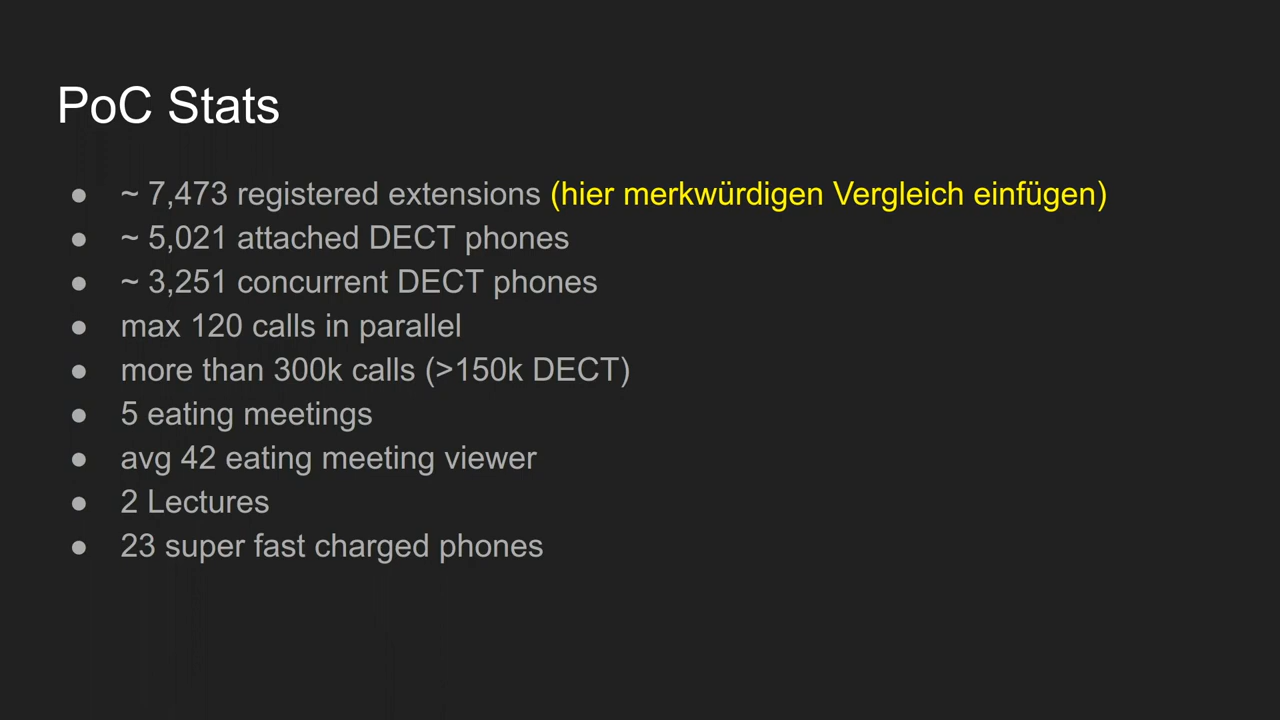 PoC Stats
● ~ 7,473 registered extensions (hier merkwürdigen Vergleich einfügen)
● ~ 5,021 attached DECT phones
● ~ 3,251 concurrent DECT phones
● max 120 calls in parallel
● more than 300k calls (>150k DECT)
● 5 eating meetings
● avg 42 eating meeting viewer
● 2 Lectures
● 23 super fast charged phones